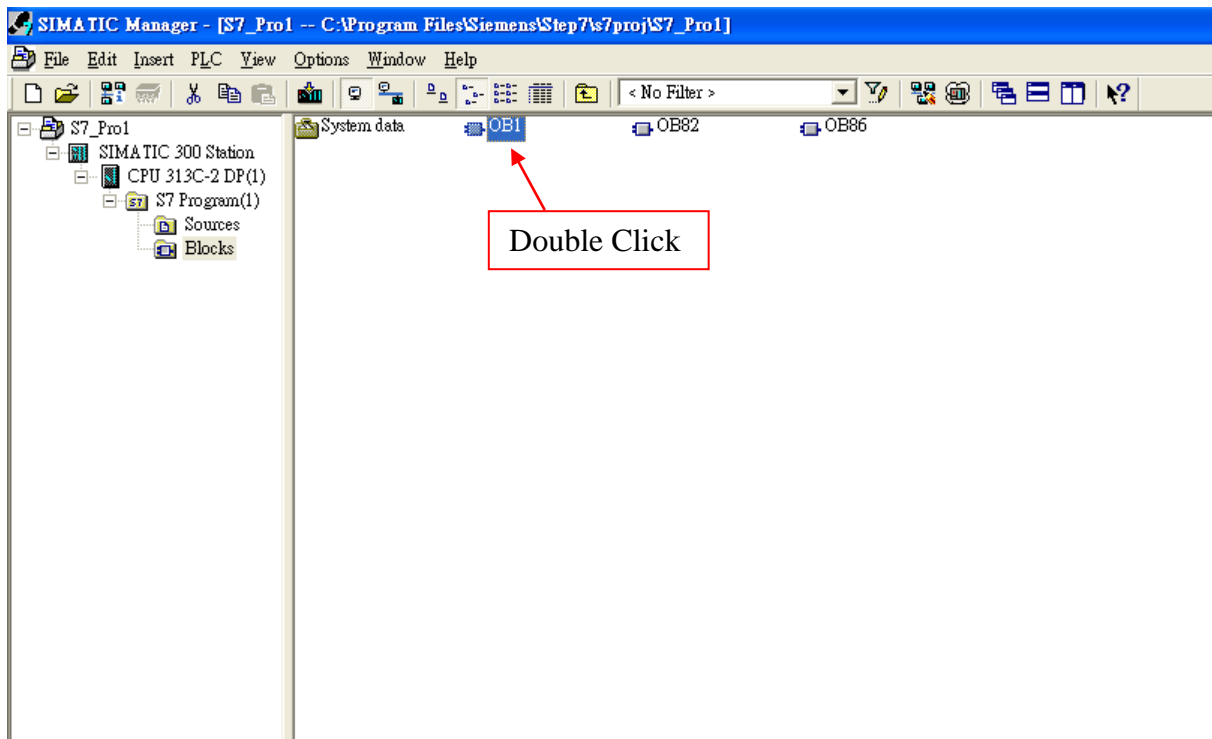 SIMATIC Manager - [S7_Pro1 -- C:\Program Files\Siemens\Step7\s7proj\S7_Pro1]
File Edit Insert PLC View Options Window Help
< No Filter >
S7_Pro1
SIMATIC 300 Station
CPU 313C-2 DP(1)
S7 Program(1)
Sources
Blocks
System data OB1 OB82 OB86
Double Click